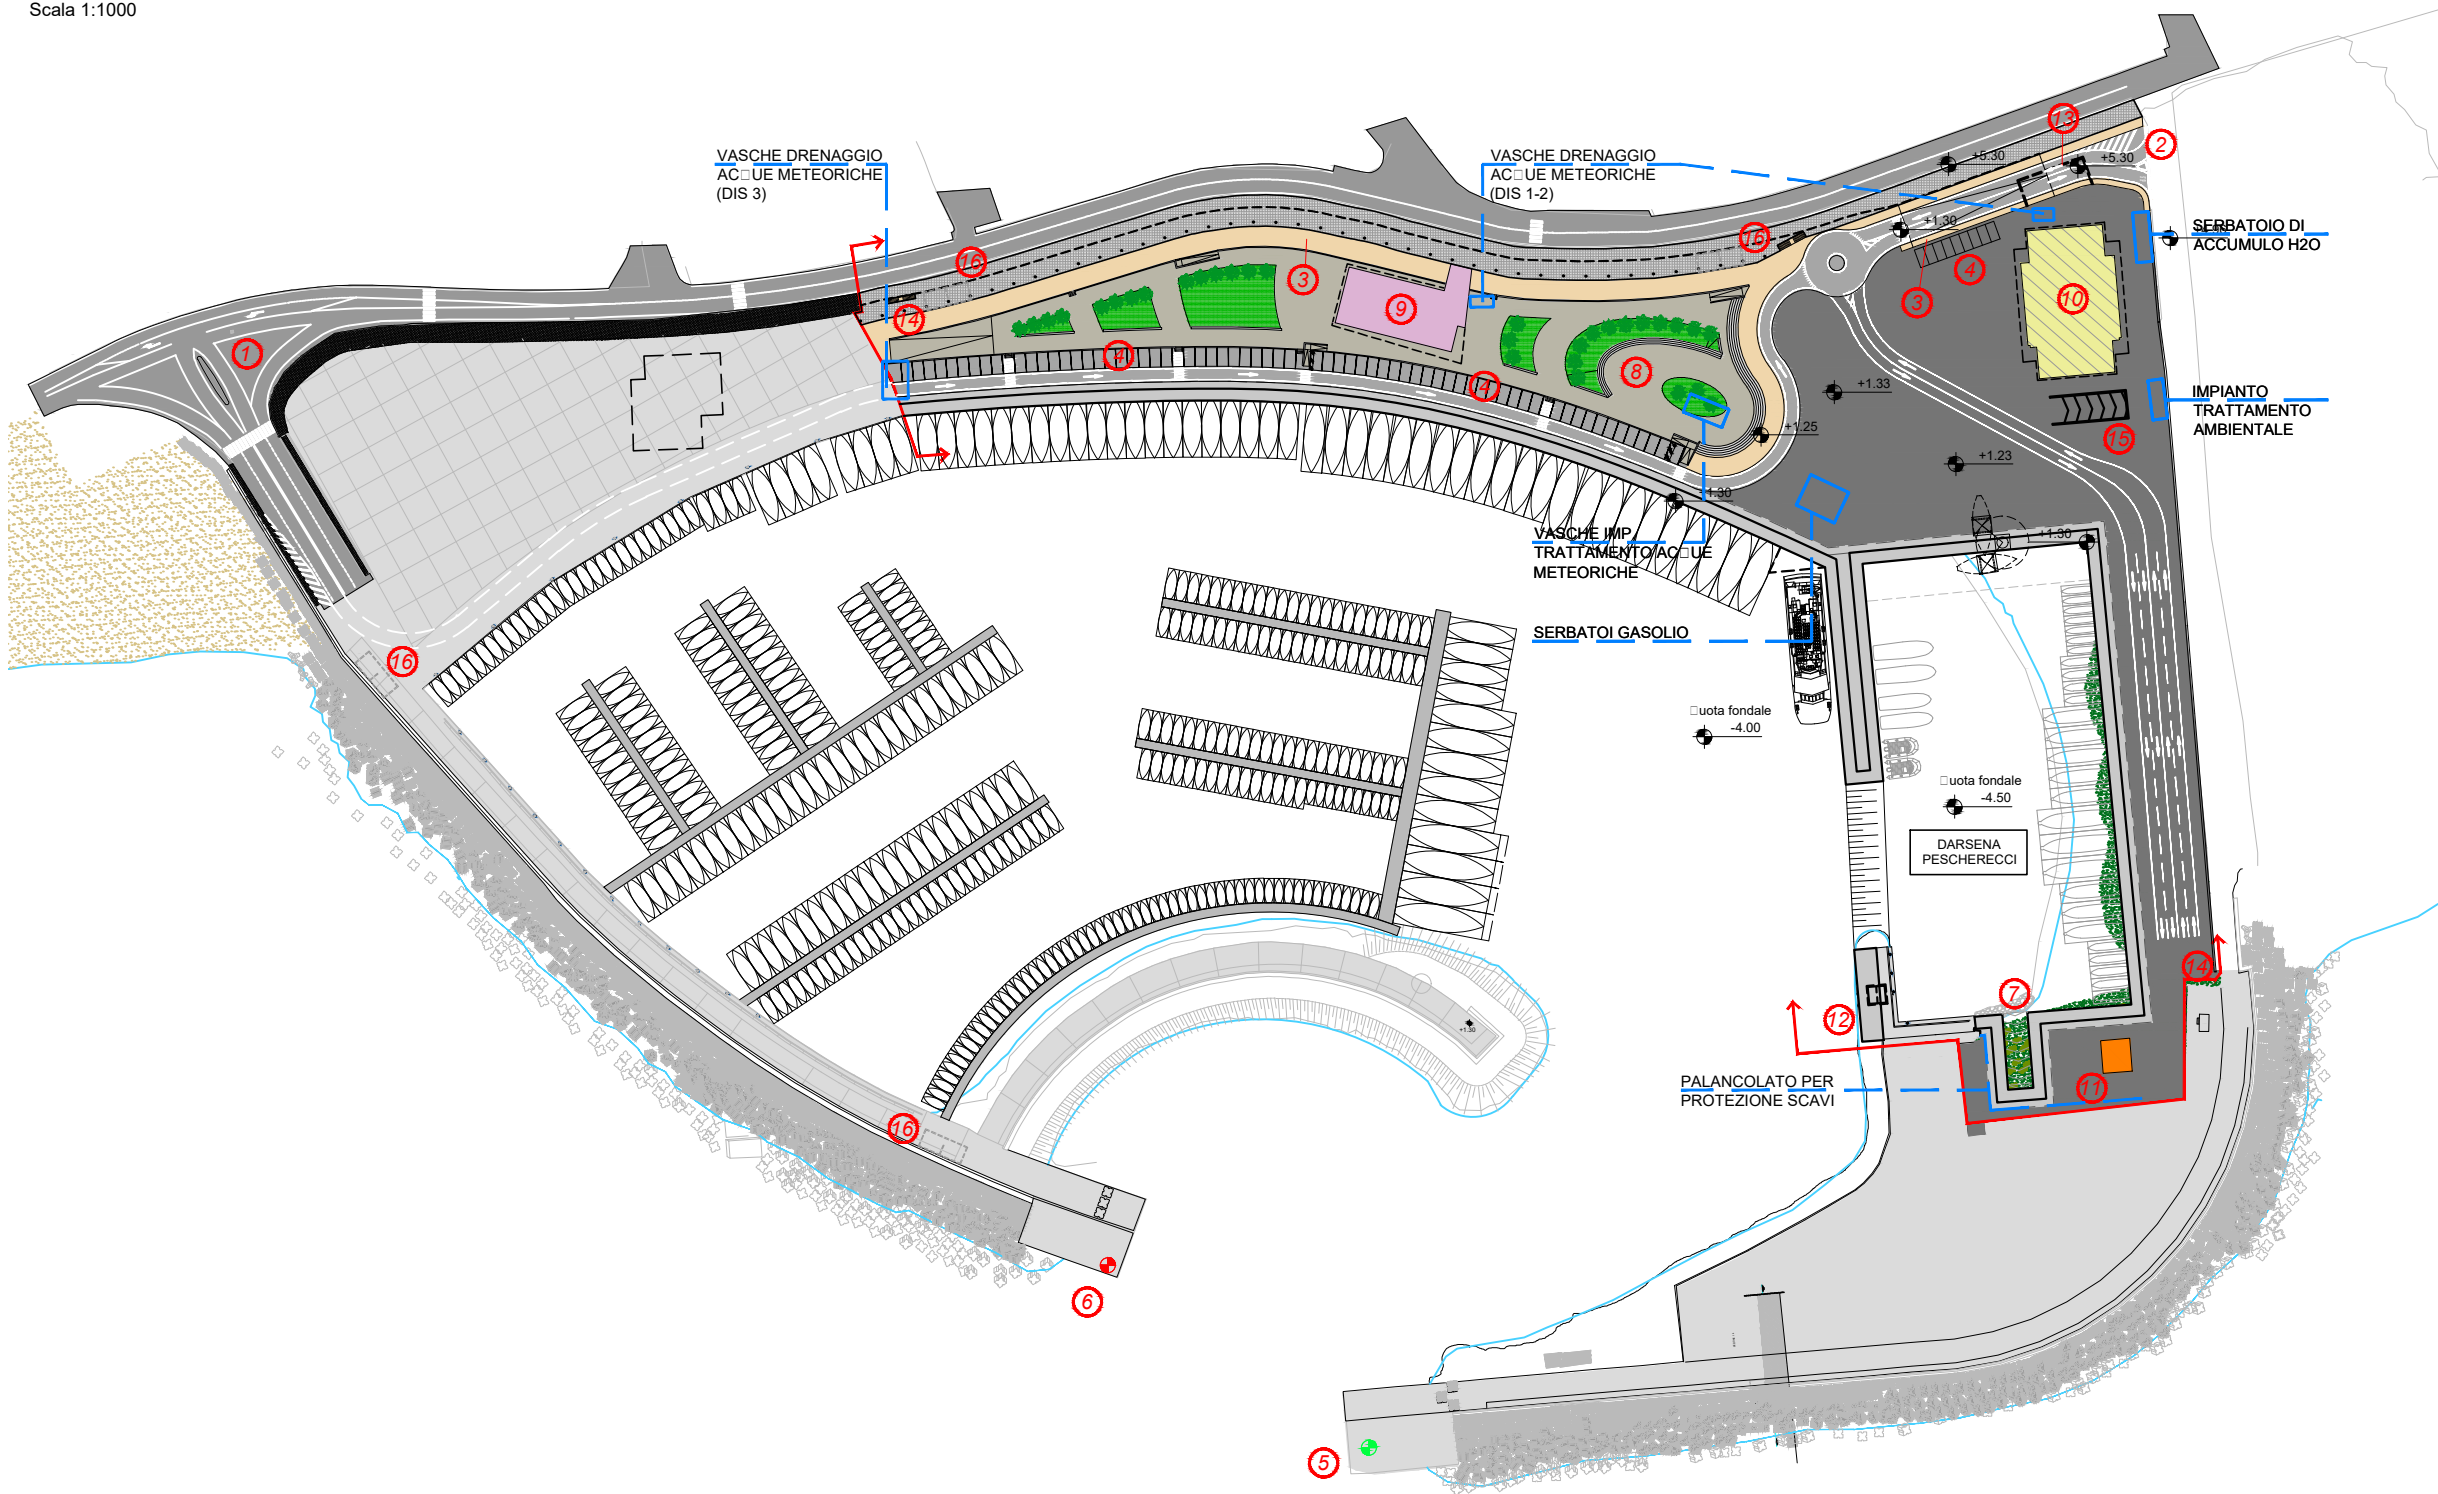 Scala 1:1000
VASCHE DRENAGGIO
AC□UE METEORICHE
(DIS 3)
VASCHE DRENAGGIO
AC□UE METEORICHE
(DIS 1-2)
13
2
+5.30
+5.30
+1.30
SERBATOIO DI
ACCUMULO H2O
16
16
3
3
4
14
9
10
1
4
4
8
+1.33
+1.25
+1.23
IMPIANTO
TRATTAMENTO
AMBIENTALE
15
+1.30
+1.30
VASCHE IMP.
TRATTAMENTO AC□UE
METEORICHE
SERBATOI GASOLIO
16
□uota fondale
-4.00
□uota fondale
-4.50
DARSENA
PESCHERECCI
14
7
12
+1.30
PALANCOLATO PER
PROTEZIONE SCAVI
11
16
6
5